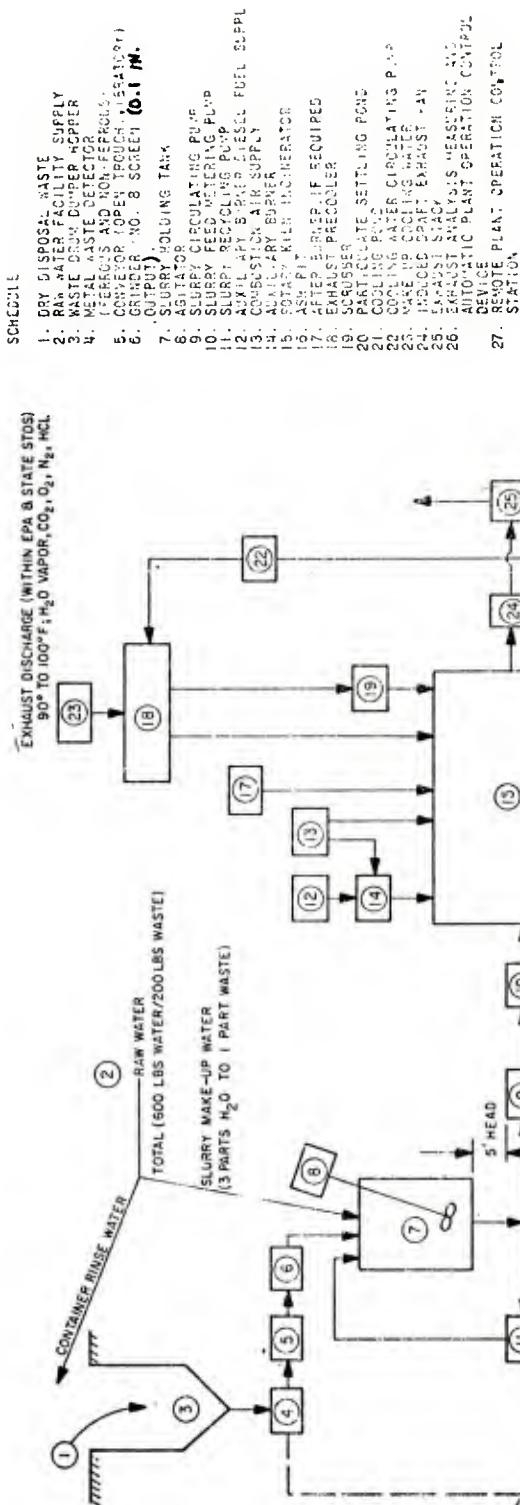 SCHEDULE
1. DRY DISPOSAL WASTE
2. RAW WATER FACILITY SUPPLY
3. WASTE DRUM DUMPER HOPPER
4. METAL WASTE DETECTOR
(FERROUS AND NON-FERROUS)
5. CONVEYOR (OPEN TROUGH VIBRATORY)
6. GRINDER (NO. 8 SCREEN (0.1 IN.
OUTPUT)
7. SLURRY HOLDING TANK
8. AGITATOR
9. SLURRY CIRCULATING PUMP
10. SLURRY FEED METERING PUMP
11. SLURRY RECYCLING PUMP
12. AUXILIARY BURNER DIESEL FUEL SUPPL
13. COMBUSTION AIR SUPPLY
14. AUXILIARY BURNER
15. ROTARY KILN INCINERATOR
16. ASH PIT
17. AFTER BURNER IF REQUIRED
18. EXHAUST PRECOOLER
19. SCRUBBER
20. PARTICULATE SETTLING POND
21. COOLING POND
22. COOLING WATER CIRCULATING PUMP
23. MAKE UP COOLING WATER
24. INDUCED DRAFT EXHAUST FAN
25. EXHAUST STACK
26. EXHAUST ANALYSIS MEASURING AND
AUTOMATIC PLANT OPERATION CONTROL
DEVICE
27. REMOTE PLANT OPERATION CONTROL
STATION
EXHAUST DISCHARGE (WITHIN EPA & STATE STDS)
90° TO 100°F; H₂O VAPOR, CO₂, O₂, N₂, HCL
23
18
22
19
17
13
12
14
15
24
25
CONTAINER RINSE WATER
2
RAW WATER
TOTAL (600 LBS WATER/200 LBS WASTE)
SLURRY MAKE-UP WATER
(3 PARTS H₂O TO 1 PART WASTE)
1
3
4
5
6
7
8
5' HEAD